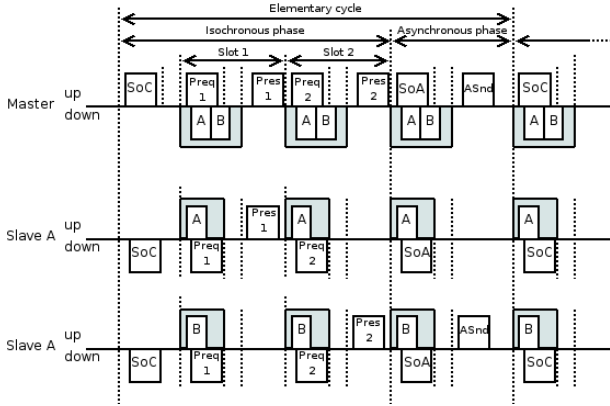 Elementary cycle
Isochronous phase Asynchronous phase
Slot 1 Slot 2
Master up down
SoC Preq 1 Pres 1 Preq 2 Pres 2 SoA ASnd SoC
A B A B A B A B
Slave A up down
A Pres 1 A A A
SoC Preq 1 Preq 2 SoA SoC
Slave A up down
B B Pres 2 B ASnd B
SoC Preq 1 Preq 2 SoA SoC